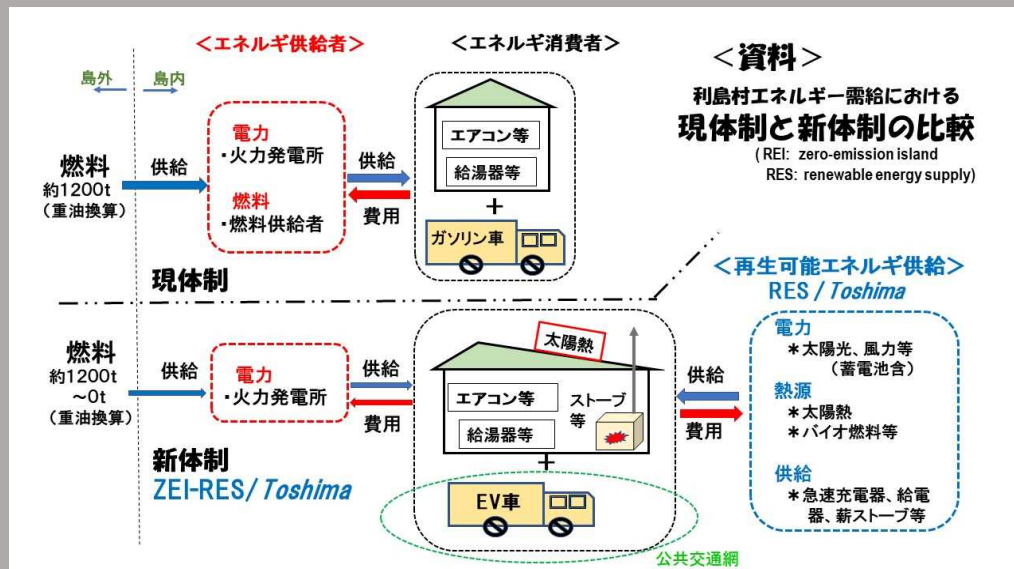 ＜エネルギ供給者＞
＜エネルギ消費者＞
＜資料＞
利島村エネルギー需給における
現体制と新体制の比較
( REI: zero-emission island
RES: renewable energy supply)
島外
島内
燃料
約1200t
（重油換算）
供給
電力
・火力発電所
燃料
・燃料供給者
供給
費用
エアコン等
給湯器等
＋
ガソリン車
現体制
燃料
約1200t
～0t
（重油換算）
供給
電力
・火力発電所
供給
費用
太陽熱
エアコン等
給湯器等
ストーブ
等
＋
EV車
公共交通網
供給
費用
＜再生可能エネルギ供給＞
RES / Toshima
電力
＊太陽光、風力等
（蓄電池含）
熱源
＊太陽熱
＊バイオ燃料等
供給
＊急速充電器、給電
器、薪ストーブ等
新体制
ZEI-RES/ Toshima